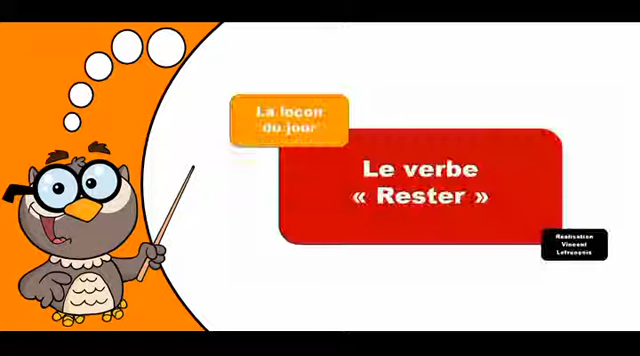 La leçon
du jour
Le verbe
« Rester »
Réalisation
Vincent
Lefrançois